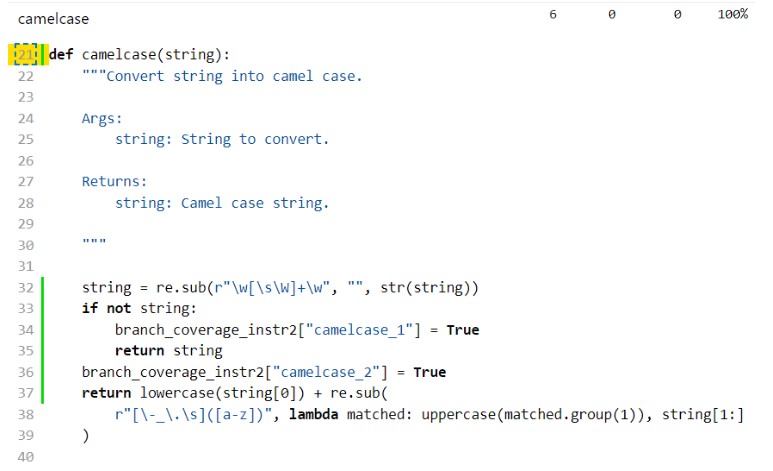 camelcase 6 0 0 100%
21 def camelcase(string):
22     """Convert string into camel case.
23
24     Args:
25         string: String to convert.
26
27     Returns:
28         string: Camel case string.
29
30     """
31
32     string = re.sub(r"\w[\s\W]+\w", "", str(string))
33     if not string:
34         branch_coverage_instr2["camelcase_1"] = True
35         return string
36     branch_coverage_instr2["camelcase_2"] = True
37     return lowercase(string[0]) + re.sub(
38         r"[\-_\.\s]([a-z])", lambda matched: uppercase(matched.group(1)), string[1:]
39     )
40